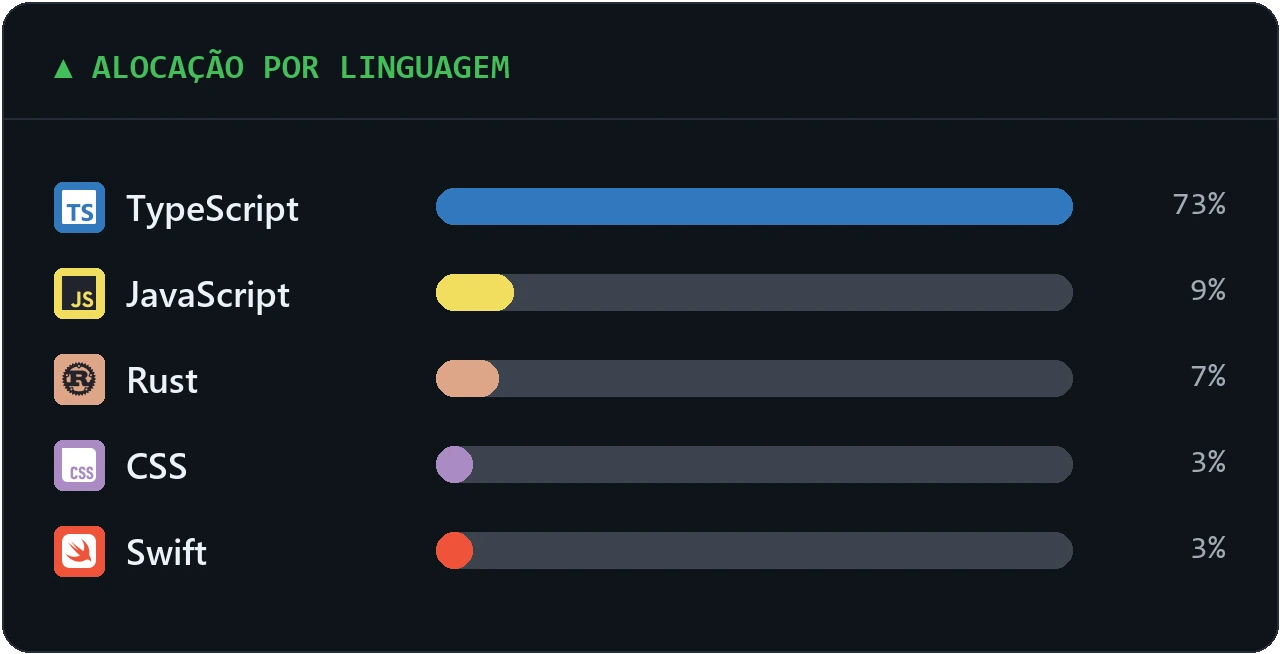 ▲ ALOCAÇÃO POR LINGUAGEM
TS TypeScript 73%
JS JavaScript 9%
R Rust 7%
CSS CSS 3%
Swift 3%